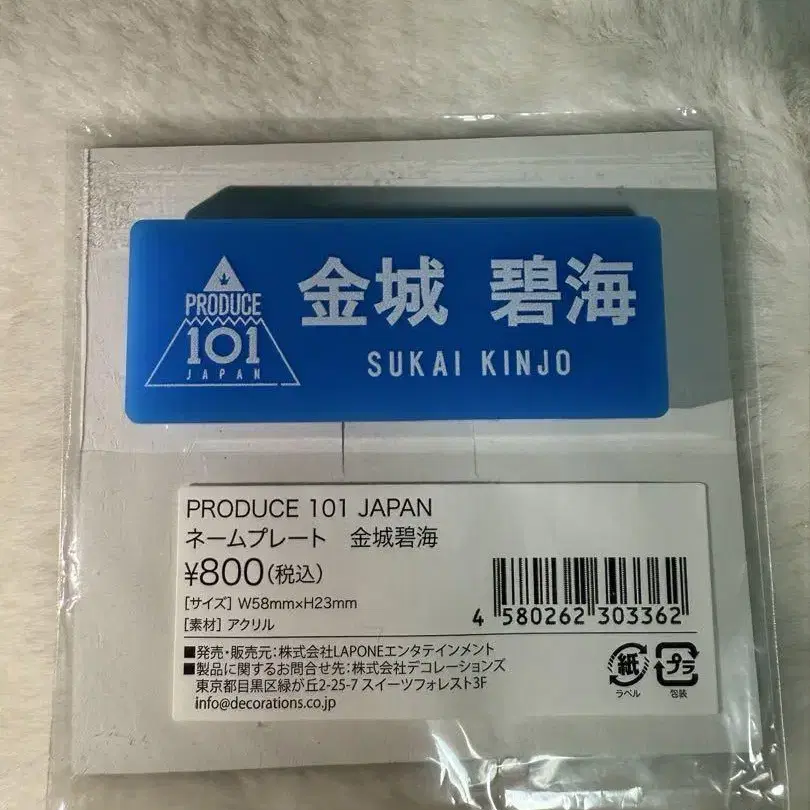 PRODUCE
101
JAPAN
金城 碧海
SUKAI KINJO
PRODUCE 101 JAPAN
ネームプレート 金城碧海
¥800(税込)
[サイズ] W58mm×H23mm
[素材] アクリル
4 580262 303362
■発売・販売元:株式会社LAPONEエンタテインメント
■製品に関するお問合せ先:株式会社デコレーションズ
東京都目黒区緑が丘2-25-7 スイーツフォレスト3F
info@decorations.co.jp
紙
ラベル
プラ
包装